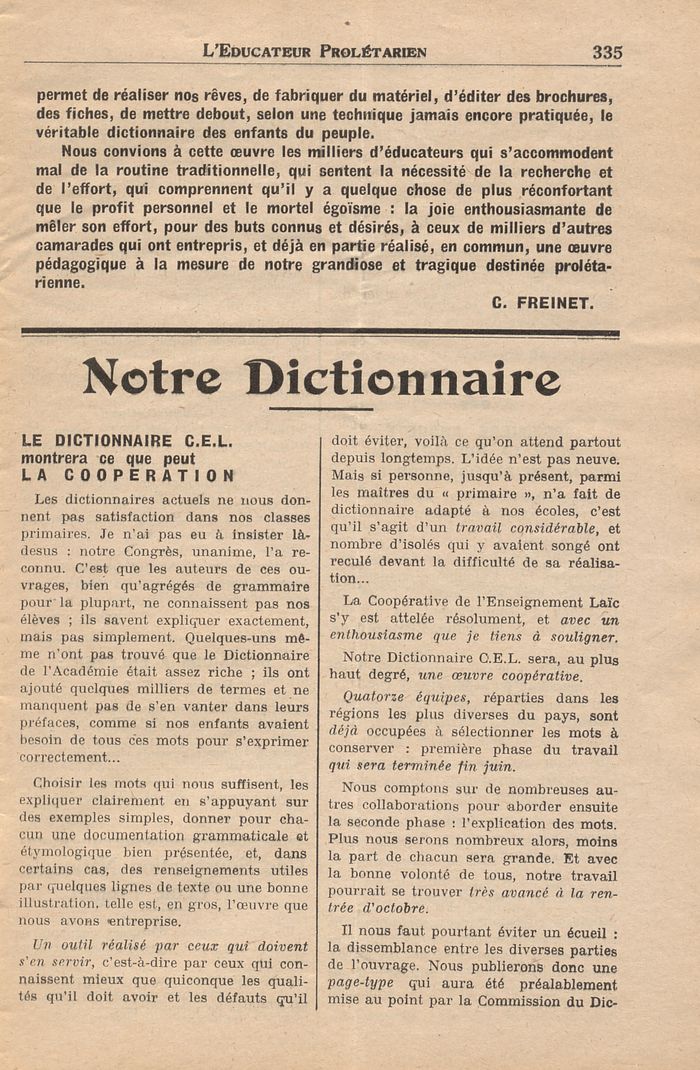 L'EDUCATEUR PROLÉTARIEN 335
permet de réaliser nos rêves, de fabriquer du matériel, d'éditer des brochures,
des fiches, de mettre debout, selon une technique jamais encore pratiquée, le
véritable dictionnaire des enfants du peuple.
Nous convions à cette œuvre les milliers d'éducateurs qui s'accommodent
mal de la routine traditionnelle, qui sentent la nécessité de la recherche et
de l'effort, qui comprennent qu'il y a quelque chose de plus réconfortant
que le profit personnel et le mortel égoïsme : la joie enthousiasmante de
mêler son effort, pour des buts connus et désirés, à ceux de milliers d'autres
camarades qui ont entrepris, et déjà en partie réalisé, en commun, une œuvre
pédagogique à la mesure de notre grandiose et tragique destinée proléta-
rienne.
C. FREINET.
Notre Dictionnaire
LE DICTIONNAIRE C.E.L.
montrera ce que peut
LA COOPERATION
Les dictionnaires actuels ne nous don-
nent pas satisfaction dans nos classes
primaires. Je n'ai pas eu à insister là-
desus : notre Congrès, unanime, l'a re-
connu. C'est que les auteurs de ces ou-
vrages, bien qu'agrégés de grammaire
pour la plupart, ne connaissent pas nos
élèves ; ils savent expliquer exactement,
mais pas simplement. Quelques-uns mê-
me n'ont pas trouvé que le Dictionnaire
de l'Académie était assez riche ; ils ont
ajouté quelques milliers de termes et ne
manquent pas de s'en vanter dans leurs
préfaces, comme si nos enfants avaient
besoin de tous ces mots pour s'exprimer
correctement...
Choisir les mots qui nous suffisent, les
expliquer clairement en s'appuyant sur
des exemples simples, donner pour cha-
cun une documentation grammaticale et
étymologique bien présentée, et, dans
certains cas, des renseignements utiles
par quelques lignes de texte ou une bonne
illustration. telle est, en gros, l'œuvre que
nous avons entreprise.
Un outil réalisé par ceux qui doivent
s'en servir, c'est-à-dire par ceux qui con-
naissent mieux que quiconque les quali-
tés qu'il doit avoir et les défauts qu'il
doit éviter, voilà ce qu'on attend partout
depuis longtemps. L'idée n'est pas neuve.
Mais si personne, jusqu'à présent, parmi
les maîtres du « primaire », n'a fait de
dictionnaire adapté à nos écoles, c'est
qu'il s'agit d'un travail considérable, et
nombre d'isolés qui y avaient songé ont
reculé devant la difficulté de sa réalisa-
tion...
La Coopérative de l'Enseignement Laïc
s'y est attelée résolument, et avec un
enthousiasme que je tiens à souligner.
Notre Dictionnaire C.E.L. sera, au plus
haut degré, une œuvre coopérative.
Quatorze équipes, réparties dans les
régions les plus diverses du pays, sont
déjà occupées à sélectionner les mots à
conserver : première phase du travail
qui sera terminée fin juin.
Nous comptons sur de nombreuses au-
tres collaborations pour aborder ensuite
la seconde phase : l'explication des mots.
Plus nous serons nombreux alors, moins
la part de chacun sera grande. Et avec
la bonne volonté de tous, notre travail
pourrait se trouver très avancé à la ren-
trée d'octobre.
Il nous faut pourtant éviter un écueil :
la dissemblance entre les diverses parties
de l'ouvrage. Nous publierons donc une
page-type qui aura été préalablement
mise au point par la Commission du Dic-